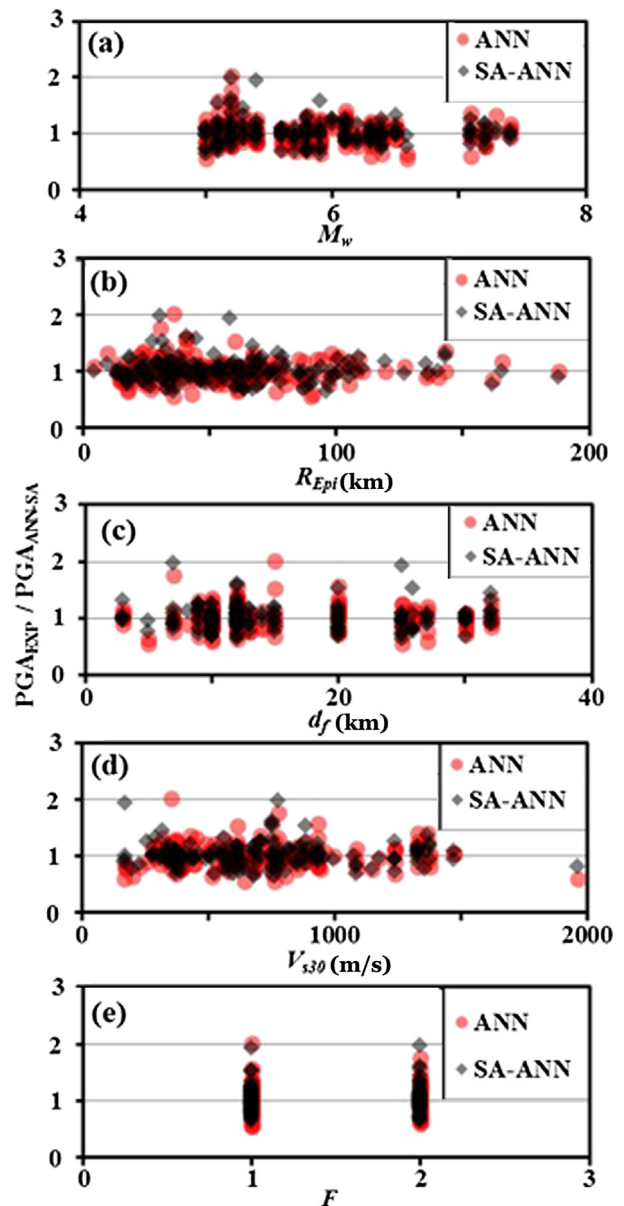 3
(a)
ANN
SA-ANN
2
1
0
4
6
8
Mw
3
(b)
ANN
SA-ANN
2
1
0
0
100
200
REpi (km)
PGAEXP / PGAANN-SA
3
(c)
ANN
SA-ANN
2
1
0
0
20
40
df (km)
3
(d)
ANN
SA-ANN
2
1
0
0
1000
2000
Vs30 (m/s)
3
(e)
ANN
SA-ANN
2
1
0
0
1
2
3
F